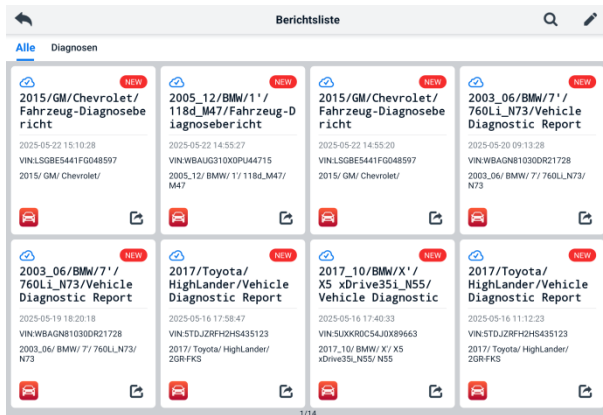 Berichtsliste
Alle Diagnosen
NEW
2015/GM/Chevrolet/
Fahrzeug-Diagnosebe
richt
2025-05-22 15:10:28
VIN:LSGBE5441FG048597
2015/ GM/ Chevrolet/
NEW
2005_12/BMW/1'/
118d_M47/Fahrzeug-D
iagnosebericht
2025-05-22 14:55:27
VIN:WBAUG310X0PU44715
2005_12/ BMW/ 1'/ 118d_M47/
M47
NEW
2015/GM/Chevrolet/
Fahrzeug-Diagnosebe
richt
2025-05-22 14:55:20
VIN:LSGBE5441FG048597
2015/ GM/ Chevrolet/
NEW
2003_06/BMW/7'/
760Li_N73/Vehicle
Diagnostic Report
2025-05-20 09:13:28
VIN:WBAGN81030DR21728
2003_06/ BMW/ 7'/ 760Li_N73/
N73
NEW
2003_06/BMW/7'/
760Li_N73/Vehicle
Diagnostic Report
2025-05-19 18:20:18
VIN:WBAGN81030DR21728
2003_06/ BMW/ 7'/ 760Li_N73/
N73
NEW
2017/Toyota/
HighLander/Vehicle
Diagnostic Report
2025-05-16 17:58:47
VIN:5TDJZRFH2HS435123
2017/ Toyota/ HighLander/
2GR-FKS
NEW
2017_10/BMW/X'/
X5 xDrive35i_N55/
Vehicle Diagnostic
2025-05-16 17:40:33
VIN:5UXKR0C54J0X89663
2017_10/ BMW/ X'/ X5
xDrive35i_N55/ N55
NEW
2017/Toyota/
HighLander/Vehicle
Diagnostic Report
2025-05-16 11:12:23
VIN:5TDJZRFH2HS435123
2017/ Toyota/ HighLander/
2GR-FKS
1/14